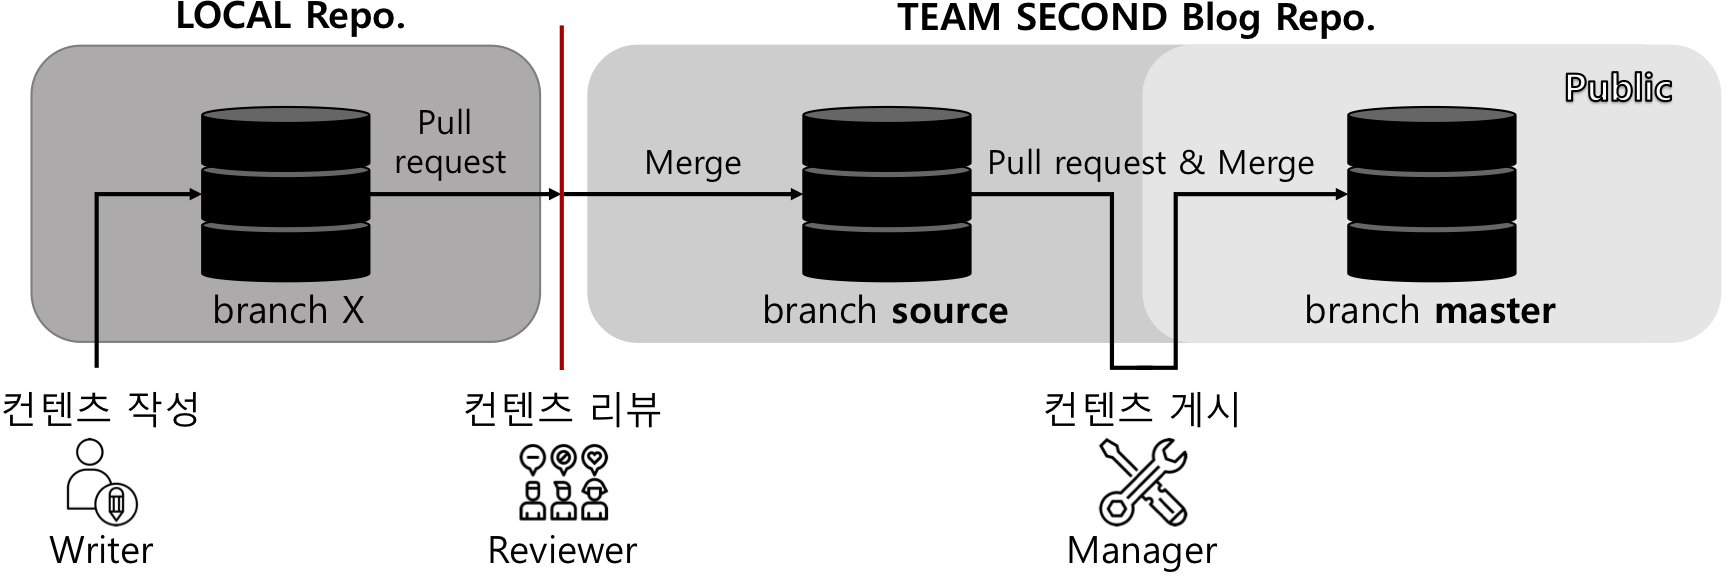 LOCAL Repo.
TEAM SECOND Blog Repo.
Public
Pull
request
Merge
Pull request & Merge
branch X
branch source
branch master
컨텐츠 작성
컨텐츠 리뷰
컨텐츠 게시
Writer
Reviewer
Manager